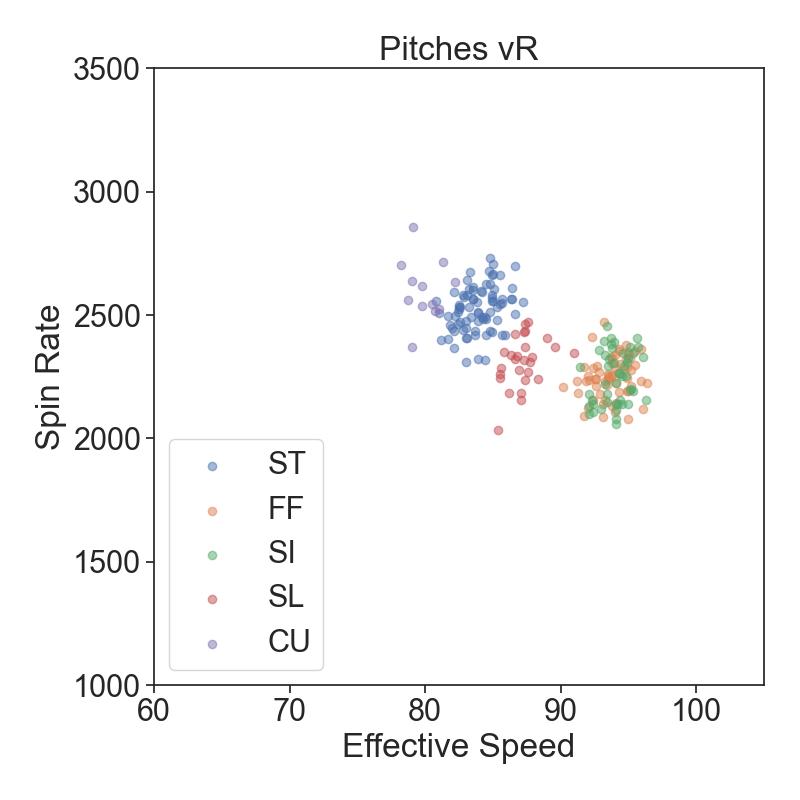 Pitches vR
3500
3000
2500
2000
1500
1000
Spin Rate
ST
FF
SI
SL
CU
60 70 80 90 100
Effective Speed